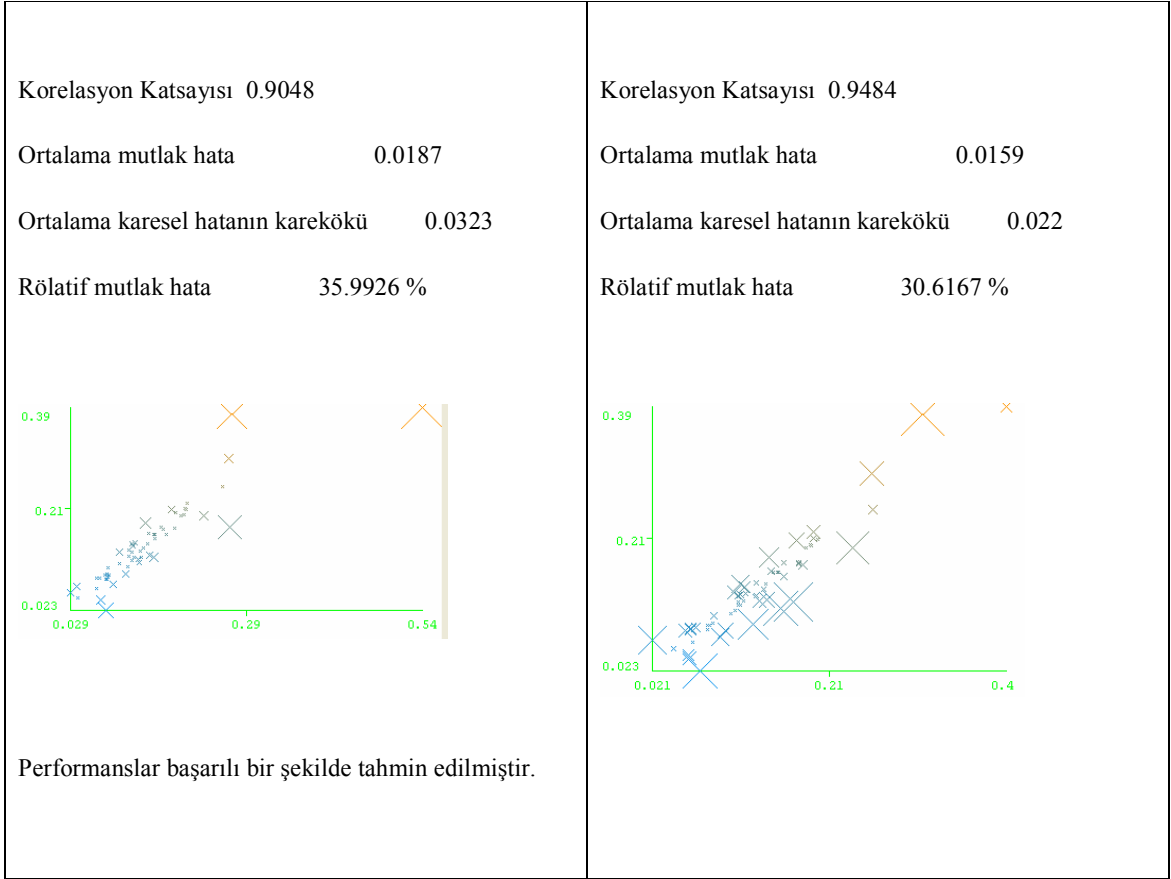 Korelasyon Katsayısı 0.9048
Ortalama mutlak hata 0.0187
Ortalama karesel hatanın karekökü 0.0323
Rölatif mutlak hata 35.9926 %
0.39
0.21
0.023
0.029 0.29 0.54
Performanslar başarılı bir şekilde tahmin edilmiştir.
Korelasyon Katsayısı 0.9484
Ortalama mutlak hata 0.0159
Ortalama karesel hatanın karekökü 0.022
Rölatif mutlak hata 30.6167 %
0.39
0.21
0.023
0.021 0.21 0.4